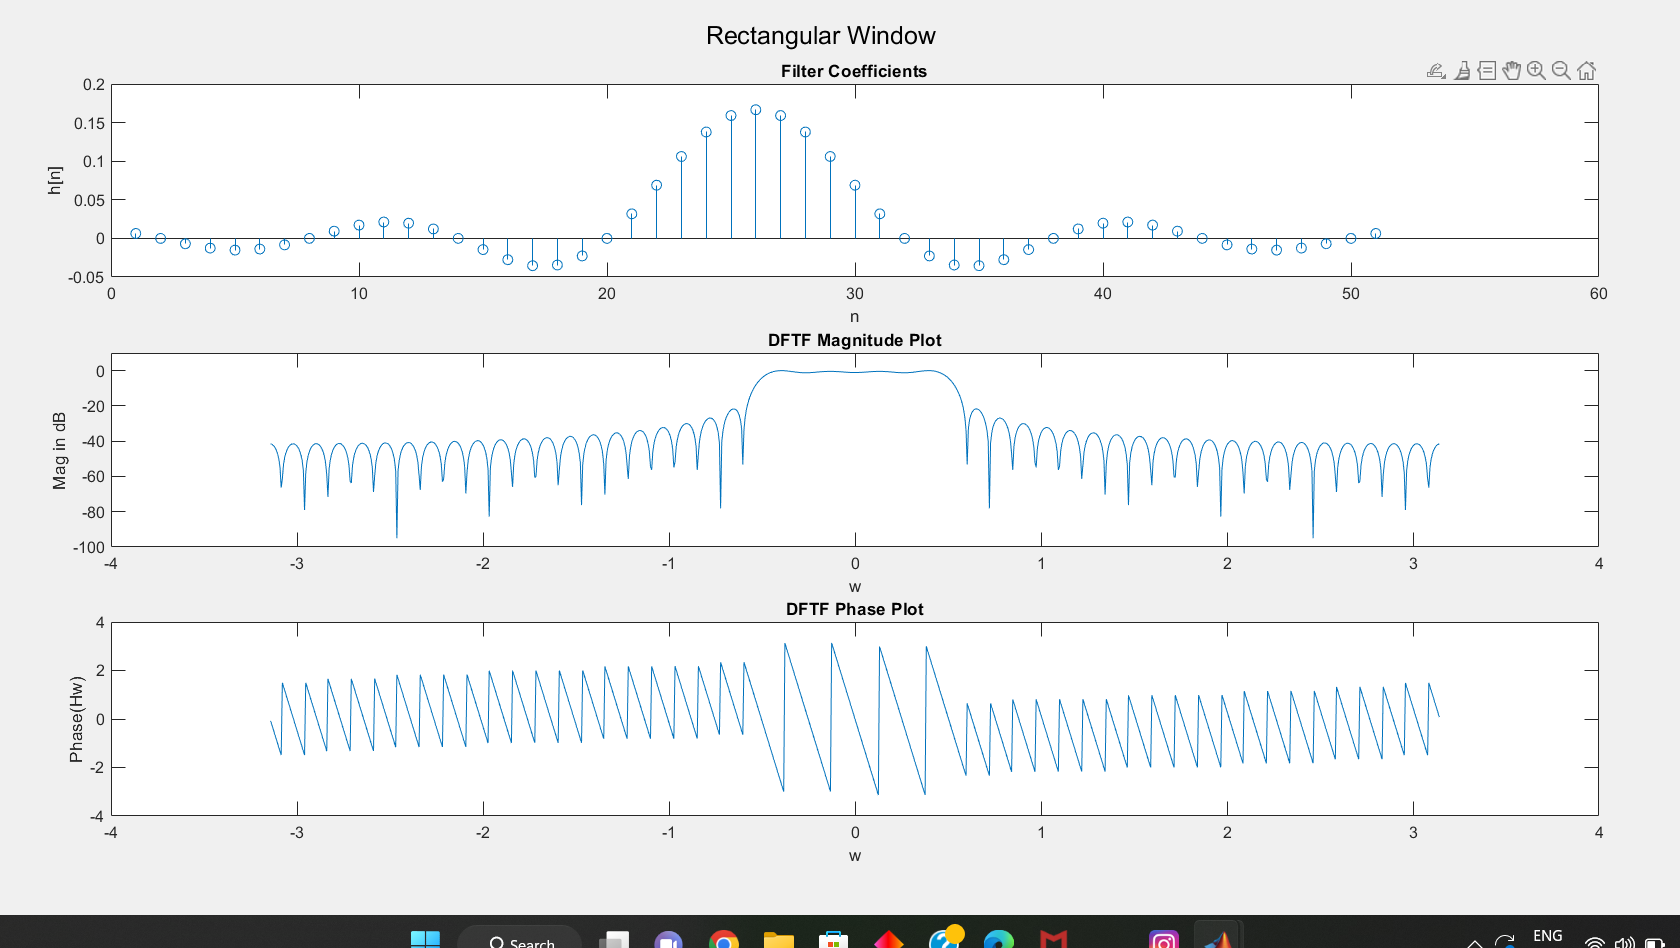 Rectangular Window
Filter Coefficients
0.2
0.15
0.1
0.05
0
-0.05
h[n]
0 10 20 30 40 50 60
n
DFTF Magnitude Plot
0
-20
-40
-60
-80
-100
Mag in dB
-4 -3 -2 -1 0 1 2 3 4
w
DFTF Phase Plot
4
2
0
-2
-4
Phase(Hw)
-4 -3 -2 -1 0 1 2 3 4
w
Search
ENG